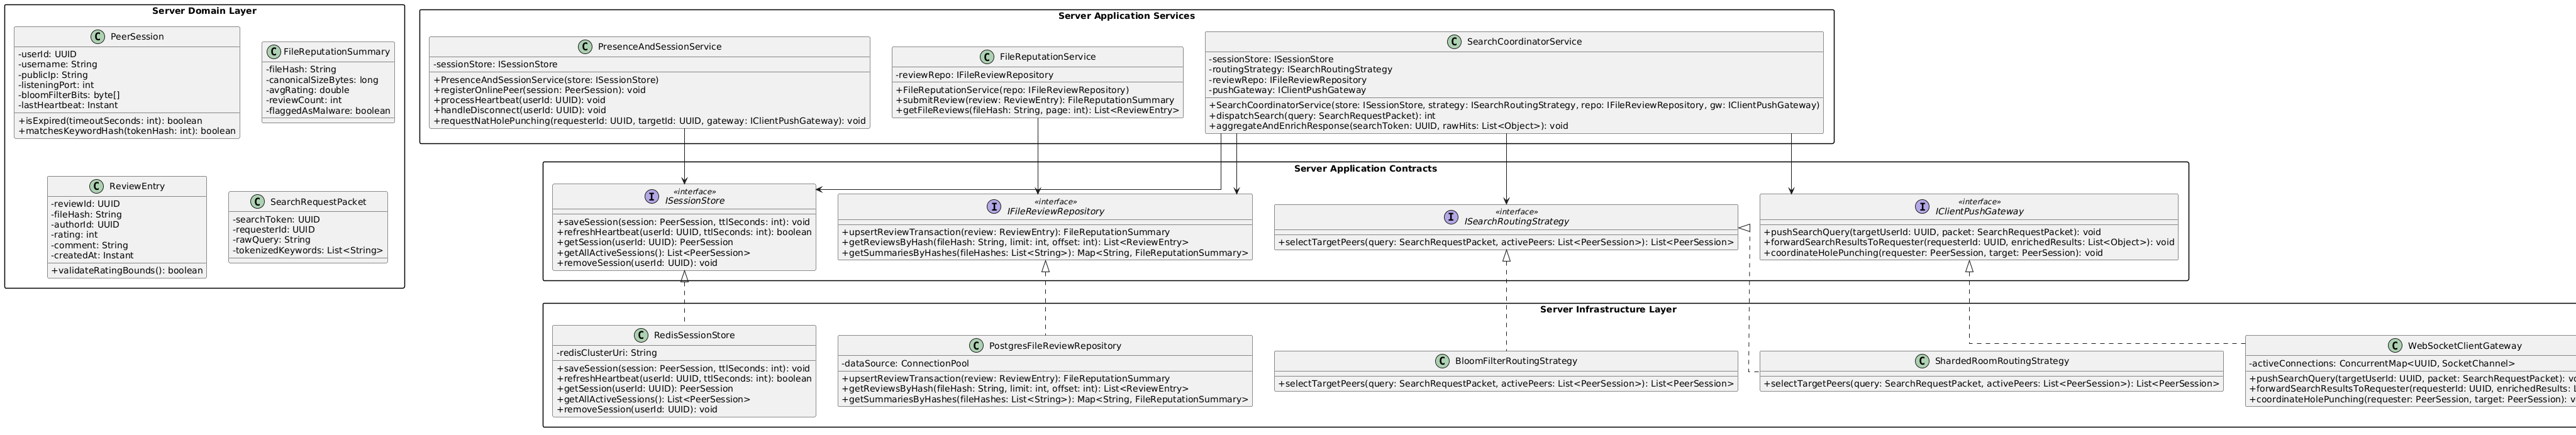 Server Domain Layer
C PeerSession
-userId: UUID
-username: String
-publicIp: String
-listeningPort: int
-bloomFilterBits: byte[]
-lastHeartbeat: Instant
+isExpired(timeoutSeconds: int): boolean
+matchesKeywordHash(tokenHash: int): boolean
C FileReputationSummary
-fileHash: String
-canonicalSizeBytes: long
-avgRating: double
-reviewCount: int
-flaggedAsMalware: boolean
C ReviewEntry
-reviewId: UUID
-fileHash: String
-authorId: UUID
-rating: int
-comment: String
-createdAt: Instant
+validateRatingBounds(): boolean
C SearchRequestPacket
-searchToken: UUID
-requesterId: UUID
-rawQuery: String
-tokenizedKeywords: List<String>
Server Application Services
C PresenceAndSessionService
-sessionStore: ISessionStore
+PresenceAndSessionService(store: ISessionStore)
+registerOnlinePeer(session: PeerSession): void
+processHeartbeat(userId: UUID): void
+handleDisconnect(userId: UUID): void
+requestNatHolePunching(requesterId: UUID, targetId: UUID, gateway: IClientPushGateway): void
C FileReputationService
-reviewRepo: IFileReviewRepository
+FileReputationService(repo: IFileReviewRepository)
+submitReview(review: ReviewEntry): FileReputationSummary
+getFileReviews(fileHash: String, page: int): List<ReviewEntry>
C SearchCoordinatorService
-sessionStore: ISessionStore
-routingStrategy: ISearchRoutingStrategy
-reviewRepo: IFileReviewRepository
-pushGateway: IClientPushGateway
+SearchCoordinatorService(store: ISessionStore, strategy: ISearchRoutingStrategy, repo: IFileReviewRepository, gw: IClientPushGateway)
+dispatchSearch(query: SearchRequestPacket): int
+aggregateAndEnrichResponse(searchToken: UUID, rawHits: List<Object>): void
Server Application Contracts
I «interface»
ISessionStore
+saveSession(session: PeerSession, ttlSeconds: int): void
+refreshHeartbeat(userId: UUID, ttlSeconds: int): boolean
+getSession(userId: UUID): PeerSession
+getAllActiveSessions(): List<PeerSession>
+removeSession(userId: UUID): void
I «interface»
IFileReviewRepository
+upsertReviewTransaction(review: ReviewEntry): FileReputationSummary
+getReviewsByHash(fileHash: String, limit: int, offset: int): List<ReviewEntry>
+getSummariesByHashes(fileHashes: List<String>): Map<String, FileReputationSummary>
I «interface»
ISearchRoutingStrategy
+selectTargetPeers(query: SearchRequestPacket, activePeers: List<PeerSession>): List<PeerSession>
I «interface»
IClientPushGateway
+pushSearchQuery(targetUserId: UUID, packet: SearchRequestPacket): void
+forwardSearchResultsToRequester(requesterId: UUID, enrichedResults: List<Object>): void
+coordinateHolePunching(requester: PeerSession, target: PeerSession): void
Server Infrastructure Layer
C RedisSessionStore
-redisClusterUri: String
+saveSession(session: PeerSession, ttlSeconds: int): void
+refreshHeartbeat(userId: UUID, ttlSeconds: int): boolean
+getSession(userId: UUID): PeerSession
+getAllActiveSessions(): List<PeerSession>
+removeSession(userId: UUID): void
C PostgresFileReviewRepository
-dataSource: ConnectionPool
+upsertReviewTransaction(review: ReviewEntry): FileReputationSummary
+getReviewsByHash(fileHash: String, limit: int, offset: int): List<ReviewEntry>
+getSummariesByHashes(fileHashes: List<String>): Map<String, FileReputationSummary>
C BloomFilterRoutingStrategy
+selectTargetPeers(query: SearchRequestPacket, activePeers: List<PeerSession>): List<PeerSession>
C ShardedRoomRoutingStrategy
+selectTargetPeers(query: SearchRequestPacket, activePeers: List<PeerSession>): List<PeerSession>
C WebSocketClientGateway
-activeConnections: ConcurrentMap<UUID, SocketChannel>
+pushSearchQuery(targetUserId: UUID, packet: SearchRequestPacket):
+forwardSearchResultsToRequester(requesterId: UUID, enrichedResults:
+coordinateHolePunching(requester: PeerSession, target: PeerSession):